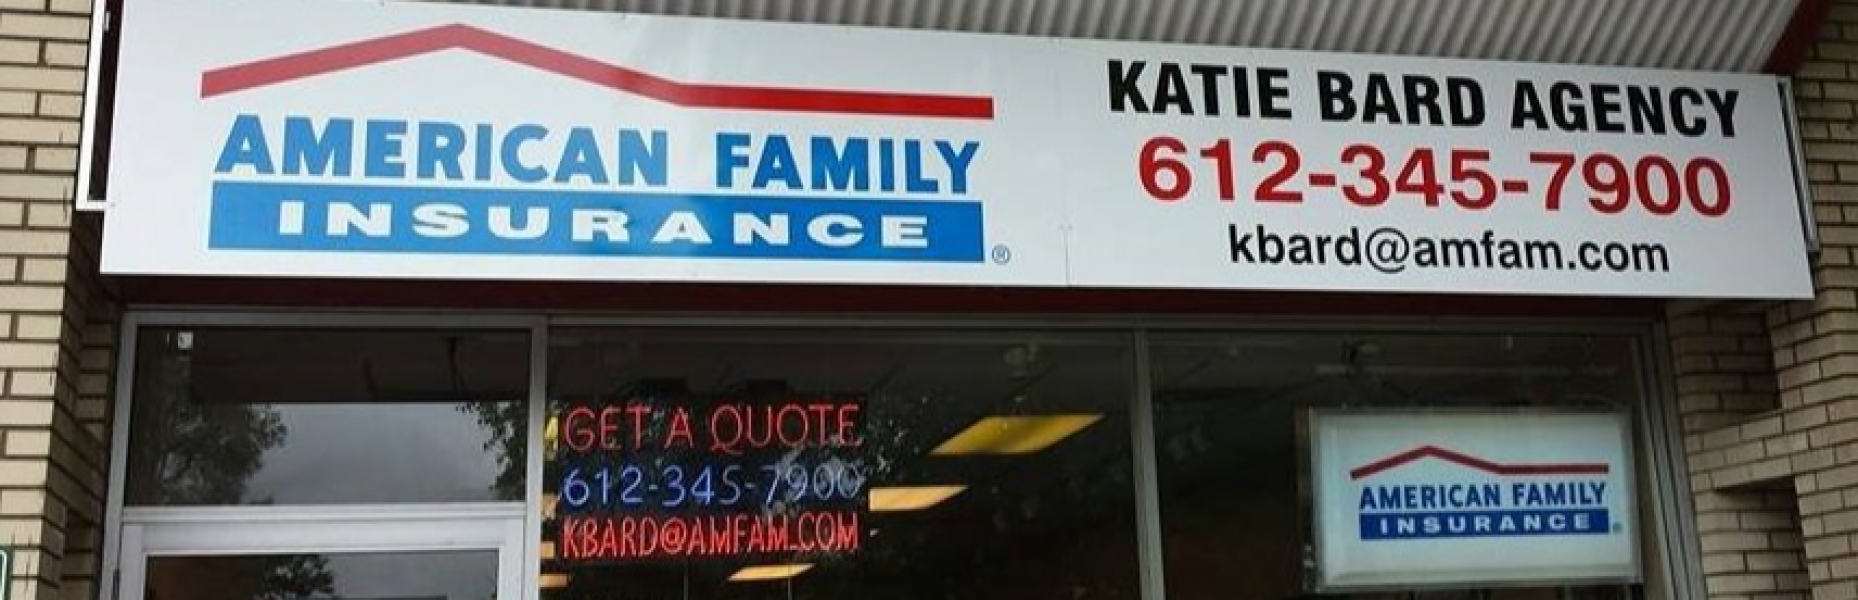 AMERICAN FAMILY
INSURANCE ®
KATIE BARD AGENCY
612-345-7900
kbard@amfam.com
GET A QUOTE
612-345-7900
KBARD@AMFAM.COM
AMERICAN FAMILY
INSURANCE ®